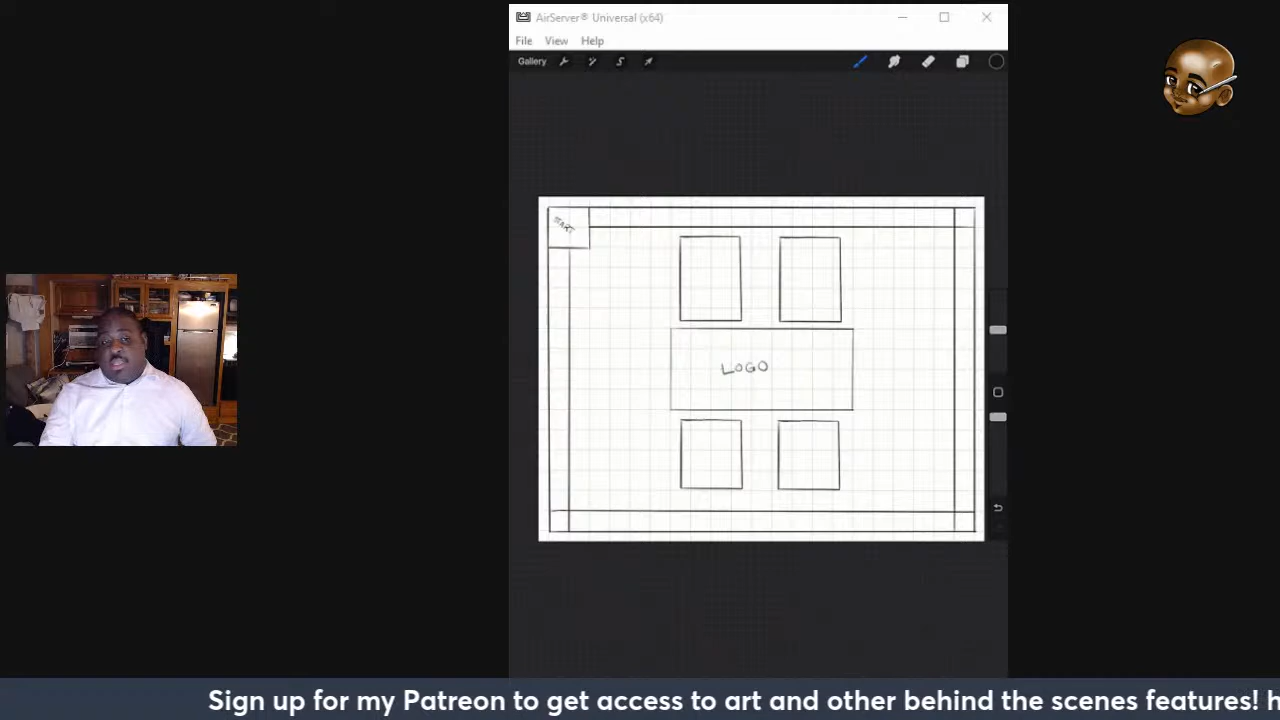 AirServer® Universal (x64)
File View Help
Gallery
START
LOGO
Sign up for my Patreon to get access to art and other behind the scenes features! h